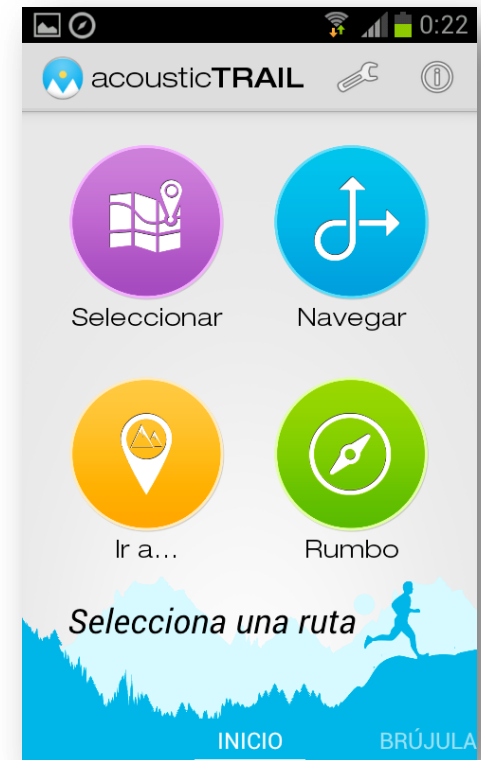 0:22
acousticTRAIL
Seleccionar
Navegar
Ir a...
Rumbo
Selecciona una ruta
INICIO
BRÚJULA